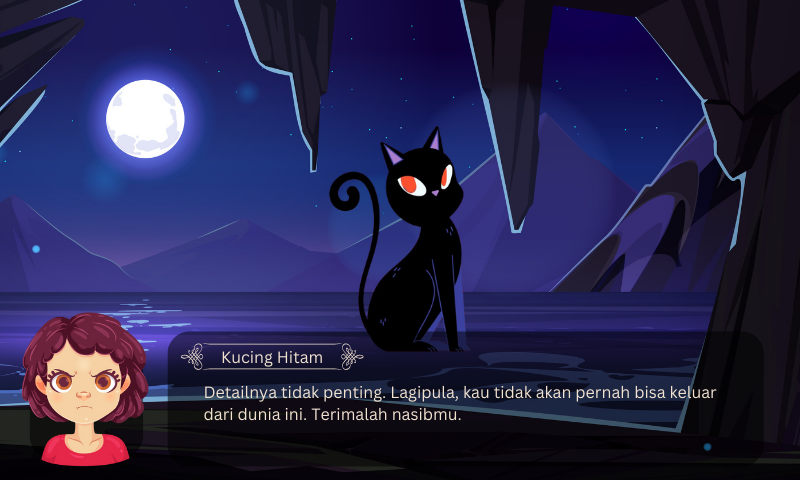 Kucing Hitam
Detailnya tidak penting. Lagipula, kau tidak akan pernah bisa keluar
dari dunia ini. Terimalah nasibmu.